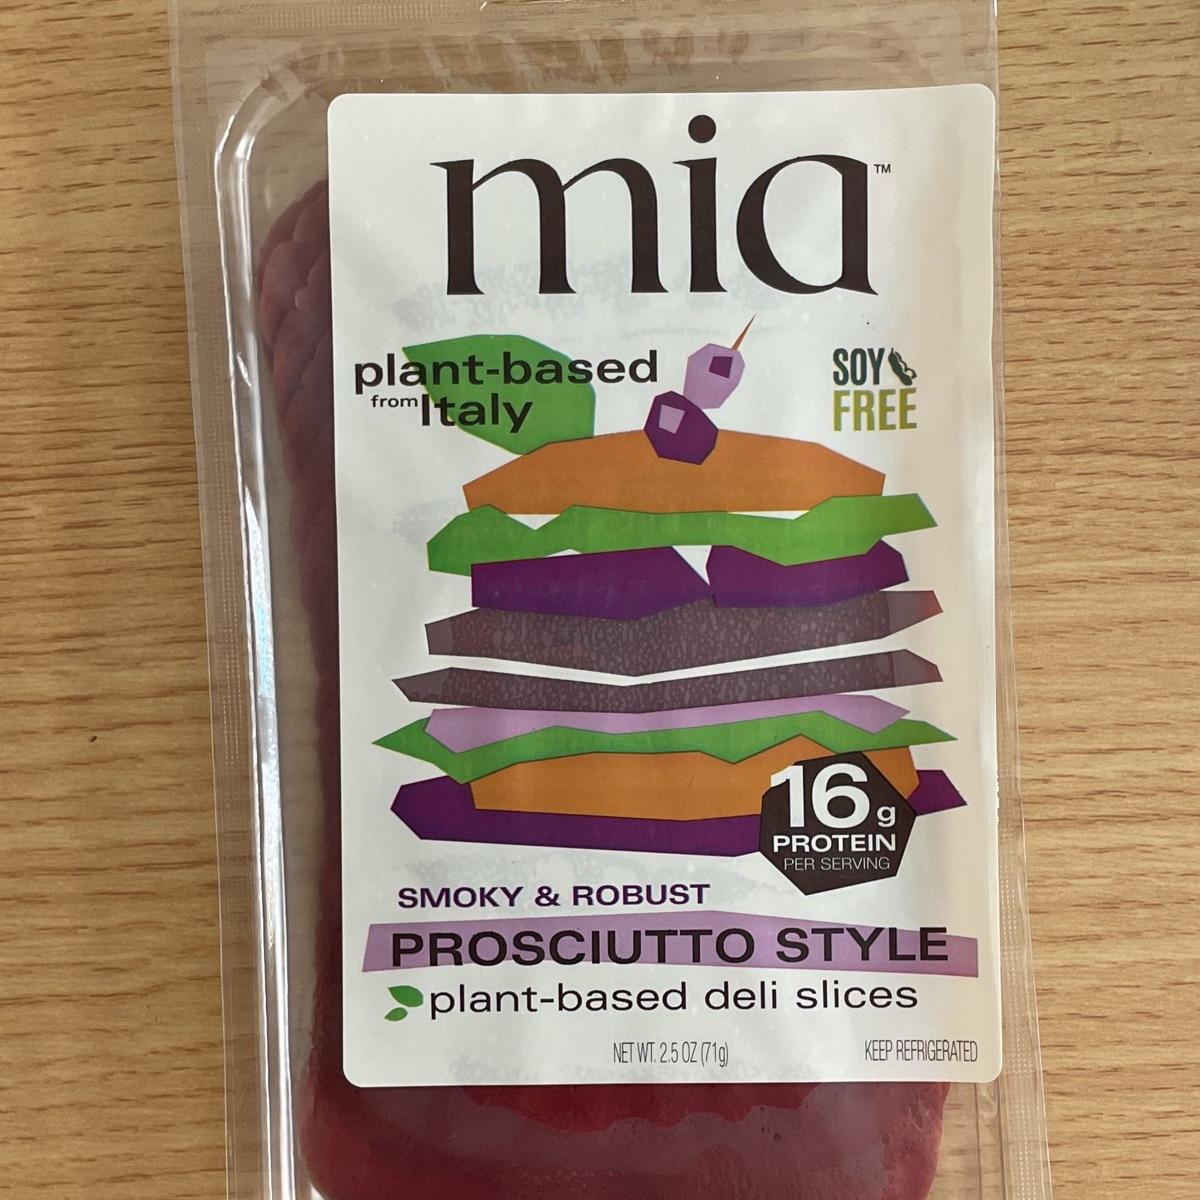 mia™
plant-based
from Italy
SOY
FREE
16g
PROTEIN
PER SERVING
SMOKY & ROBUST
PROSCIUTTO STYLE
plant-based deli slices
NET WT. 2.5 OZ (71g)
KEEP REFRIGERATED